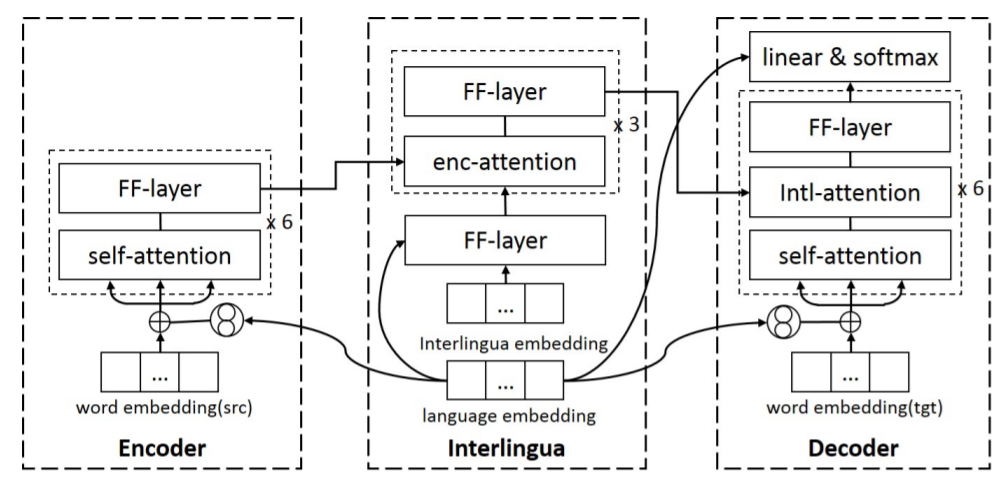 FF-layer
x 6
self-attention
...
word embedding(src)
Encoder
FF-layer
x 3
enc-attention
FF-layer
...
Interlingua embedding
...
language embedding
Interlingua
linear & softmax
FF-layer
Intl-attention
x 6
self-attention
...
word embedding(tgt)
Decoder